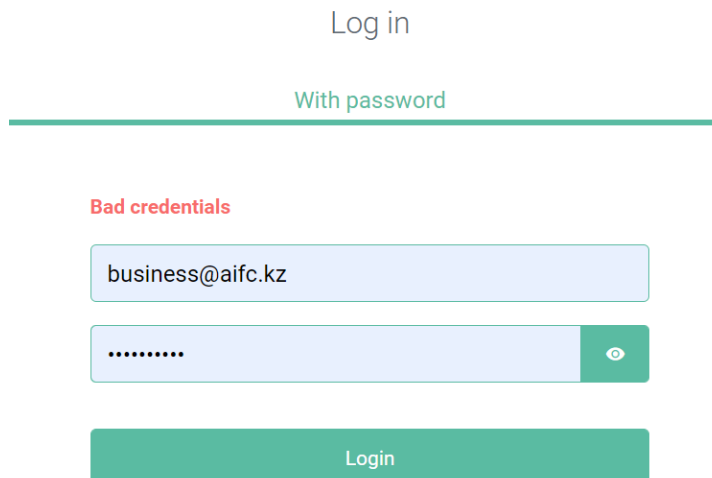 Log in
With password
Bad credentials
business@aifc.kz
••••••••••
Login